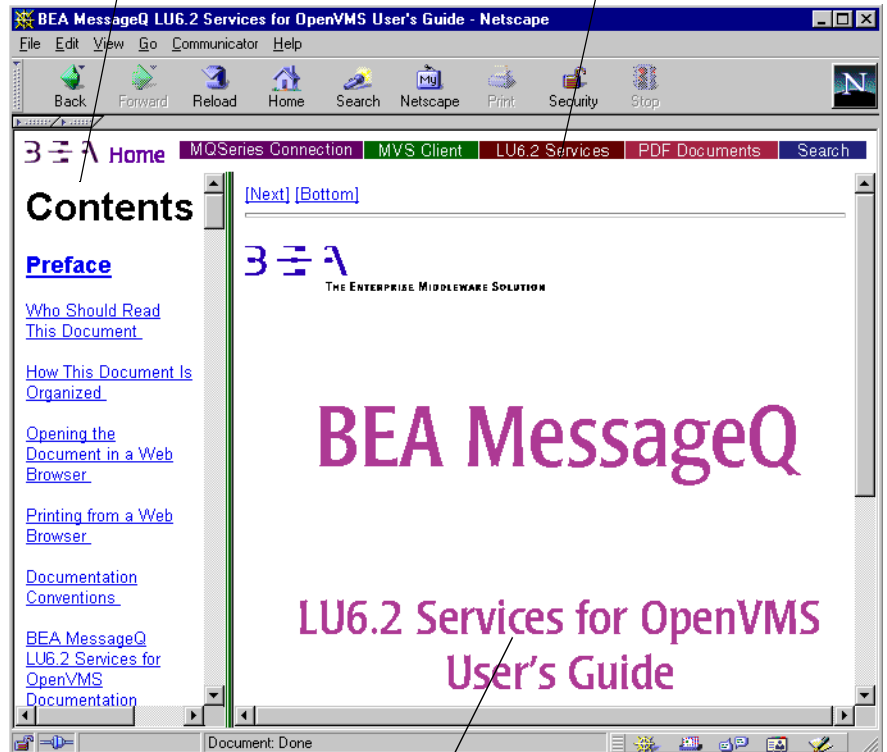 BEA MessageQ LU6.2 Services for OpenVMS User's Guide - Netscape
File Edit View Go Communicator Help
Back Forward Reload Home Search Netscape Print Security Stop
My
N
BEA Home MQSeries Connection MVS Client LU6.2 Services PDF Documents Search
Contents
Preface
Who Should Read
This Document
How This Document Is
Organized
Opening the
Document in a Web
Browser
Printing from a Web
Browser
Documentation
Conventions
BEA MessageQ
LU6.2 Services for
OpenVMS
Documentation
[Next] [Bottom]
BEA
THE ENTERPRISE MIDDLEWARE SOLUTION
BEA MessageQ
LU6.2 Services for OpenVMS
User's Guide
Document: Done